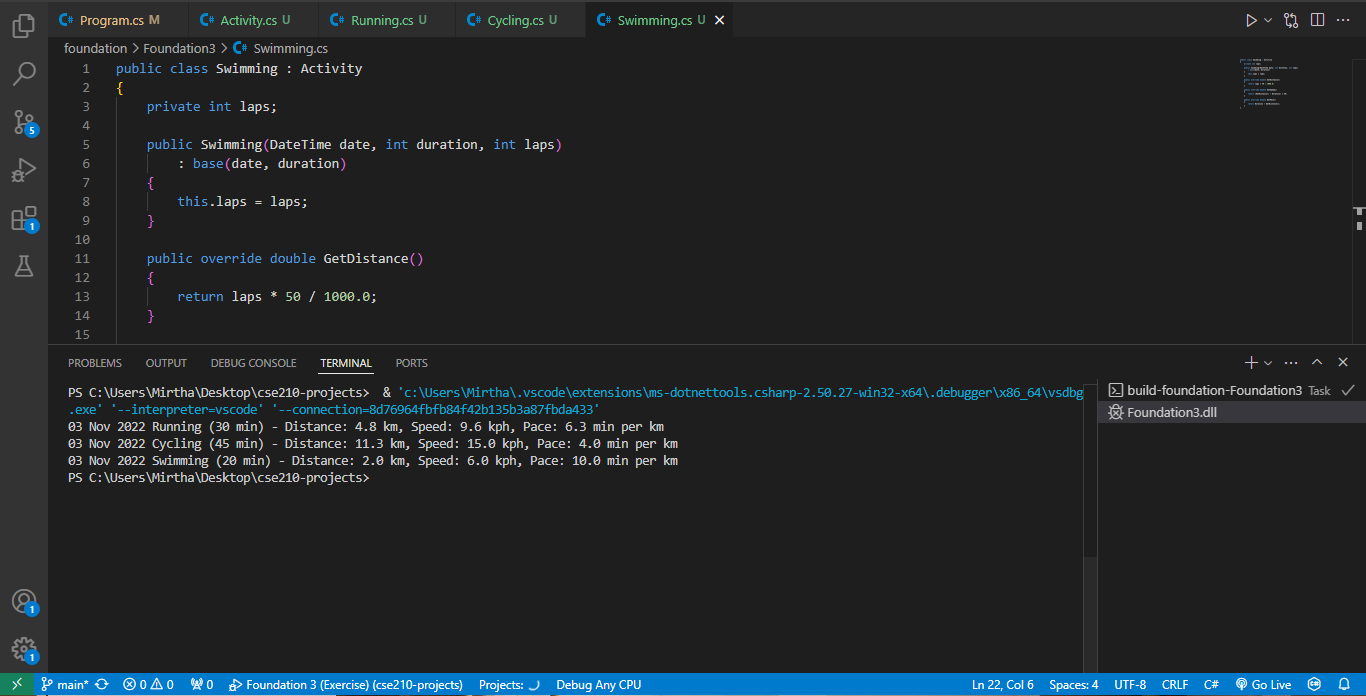 Program.cs M
Activity.cs U
Running.cs U
Cycling.cs U
Swimming.cs U
foundation > Foundation3 > Swimming.cs
1 public class Swimming : Activity
2 {
3 private int laps;
4
5 public Swimming(DateTime date, int duration, int laps)
6 : base(date, duration)
7 {
8 this.laps = laps;
9 }
10
11 public override double GetDistance()
12 {
13 return laps * 50 / 1000.0;
14 }
15
5
1
PROBLEMS OUTPUT DEBUG CONSOLE TERMINAL PORTS
PS C:\Users\Mirtha\Desktop\cse210-projects>  & 'c:\Users\Mirtha\.vscode\extensions\ms-dotnettools.csharp-2.50.27-win32-x64\.debugger\x86_64\vsdbg
.exe' '--interpreter=vscode' '--connection=8d76964fbfb84f42b135b3a87fbda433'
03 Nov 2022 Running (30 min) - Distance: 4.8 km, Speed: 9.6 kph, Pace: 6.3 min per km
03 Nov 2022 Cycling (45 min) - Distance: 11.3 km, Speed: 15.0 kph, Pace: 4.0 min per km
03 Nov 2022 Swimming (20 min) - Distance: 2.0 km, Speed: 6.0 kph, Pace: 10.0 min per km
PS C:\Users\Mirtha\Desktop\cse210-projects>
build-foundation-Foundation3 Task
Foundation3.dll
1
1
main* 0 0 0 Foundation 3 (Exercise) (cse210-projects) Projects: Debug Any CPU Ln 22, Col 6 Spaces: 4 UTF-8 CRLF C# Go Live